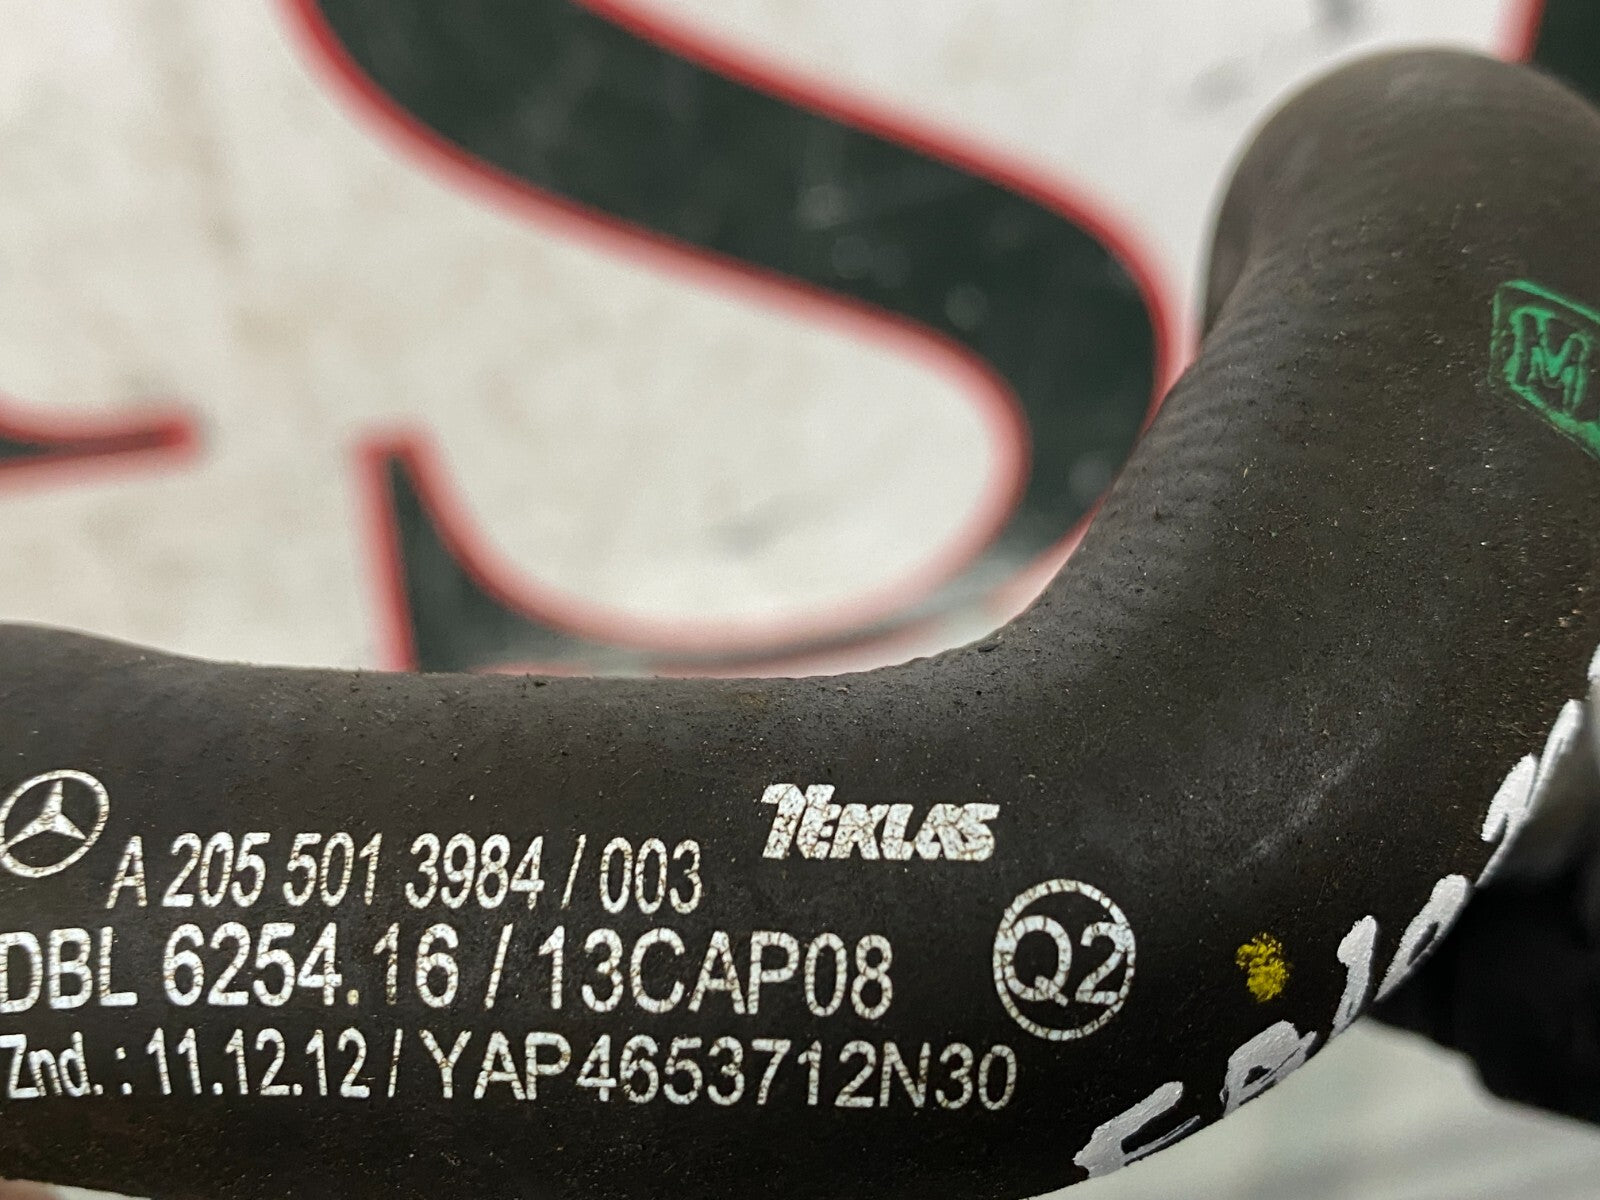 M
TEKLAS
A 205 501 3984 / 003
DBL 6254.16 / 13CAP08
Q2
Znd.: 11.12.12 / YAP4653712N30